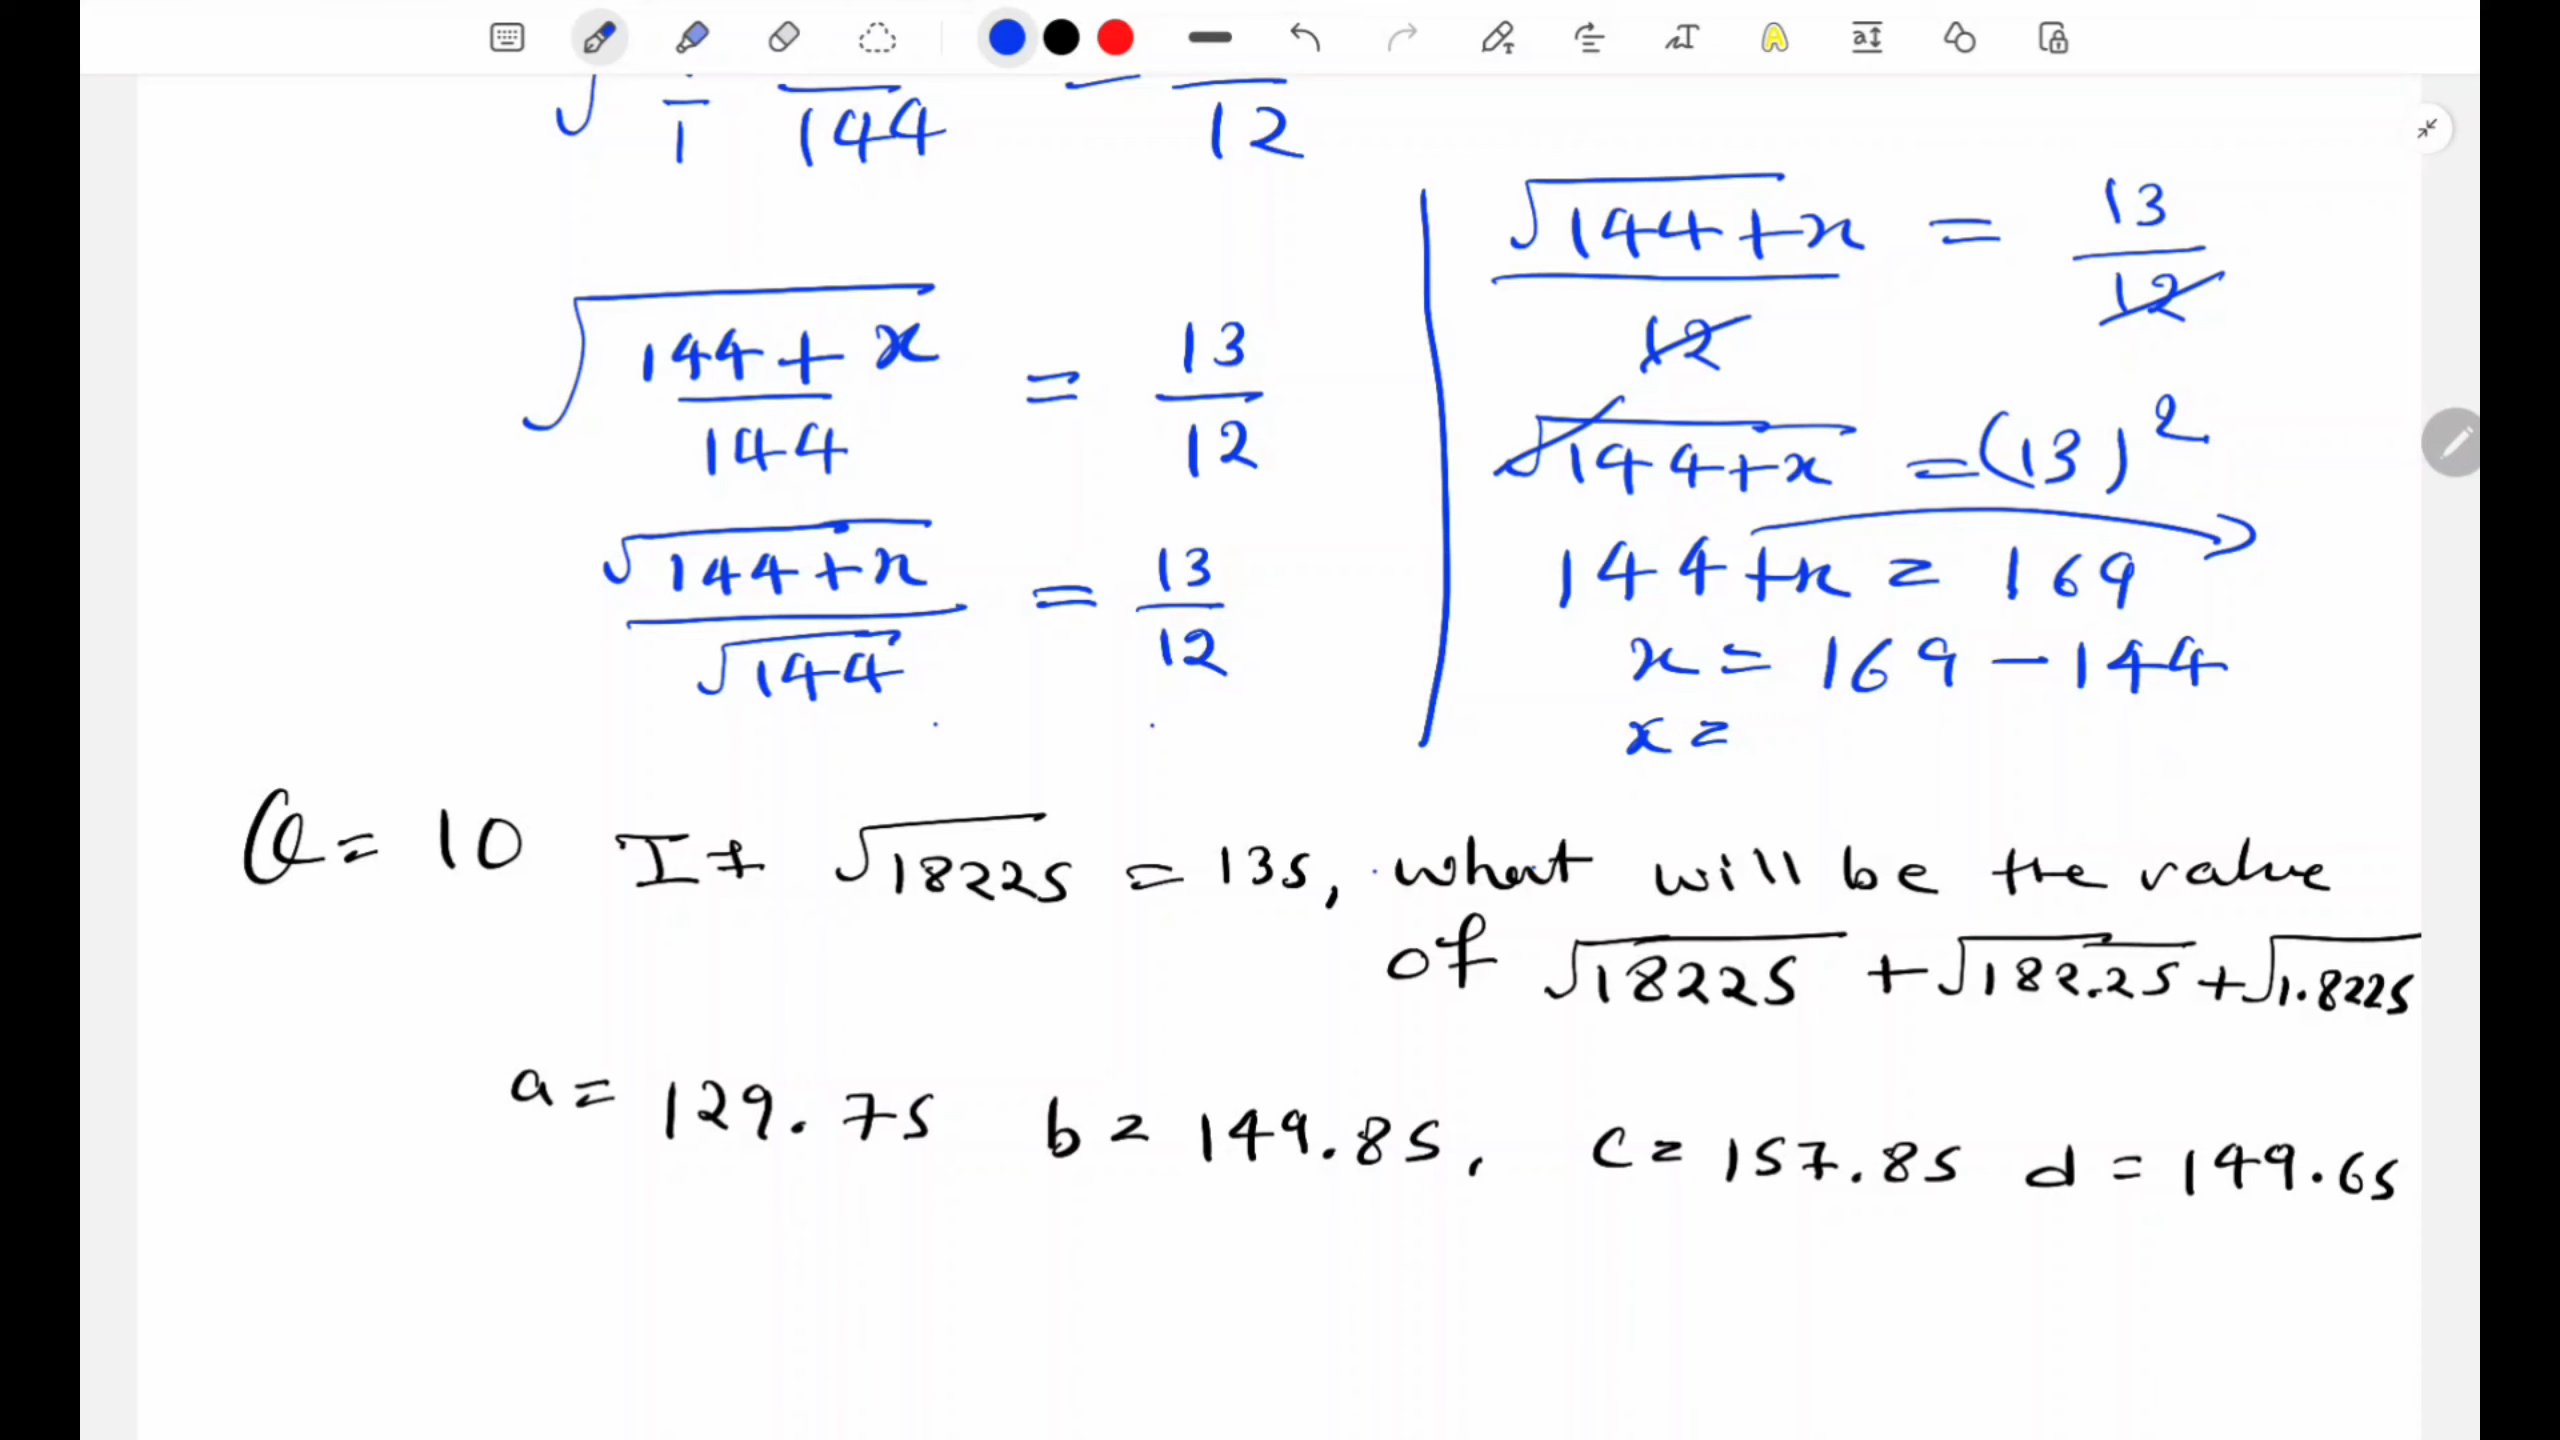 √ 1/1 144 = 12
√(144+x/144) = 13/12
√144+x/√144 = 13/12
√144+x/12 = 13/12
√144+x = (13)2
144+x = 169
x = 169 - 144
x =
Q= 10 If √18225 = 135, what will be the value
of √18225 + √182.25 + √1.8225
a= 129.75 b= 149.85, c= 157.85 d = 149.65